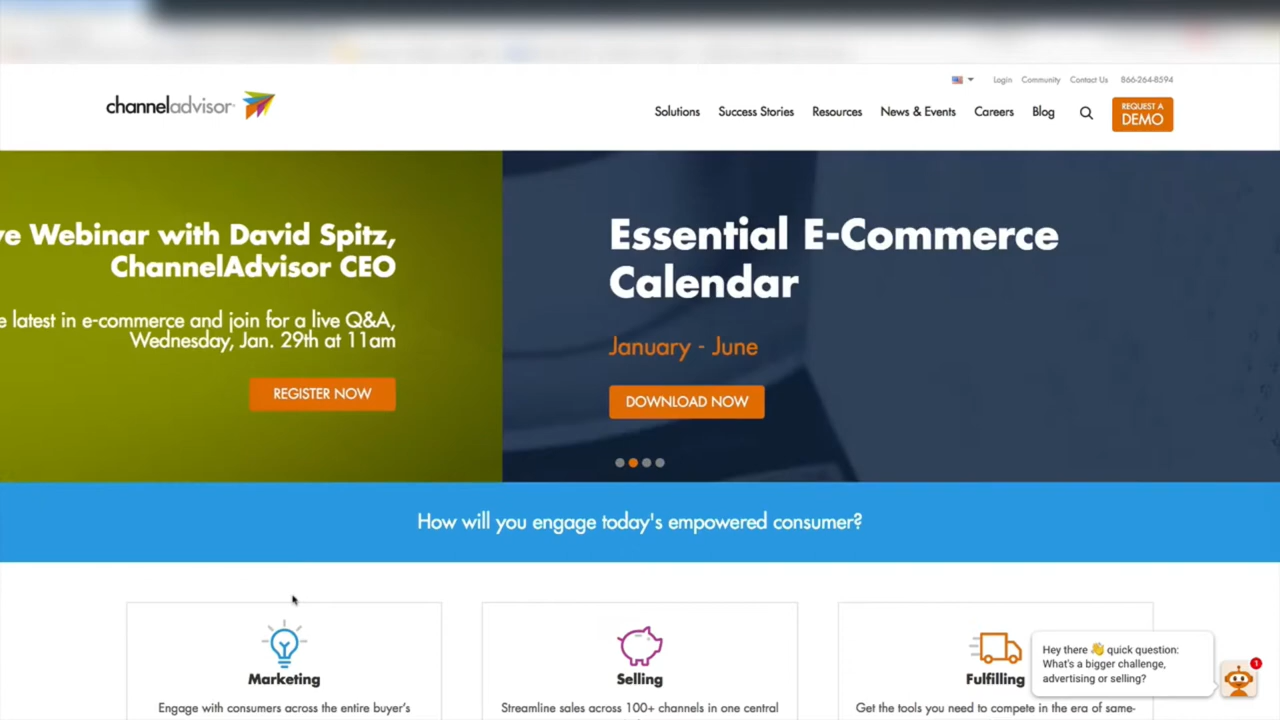 Login Community Contact Us 866-264-8594
channeladvisor
Solutions Success Stories Resources News & Events Careers Blog
REQUEST A
DEMO
ve Webinar with David Spitz,
ChannelAdvisor CEO
e latest in e-commerce and join for a live Q&A,
Wednesday, Jan. 29th at 11am
REGISTER NOW
Essential E-Commerce
Calendar
January - June
DOWNLOAD NOW
How will you engage today's empowered consumer?
Marketing
Engage with consumers across the entire buyer's
Selling
Streamline sales across 100+ channels in one central
Fulfilling
Get the tools you need to compete in the era of same-
Hey there 👋 quick question:
What's a bigger challenge,
advertising or selling?
1